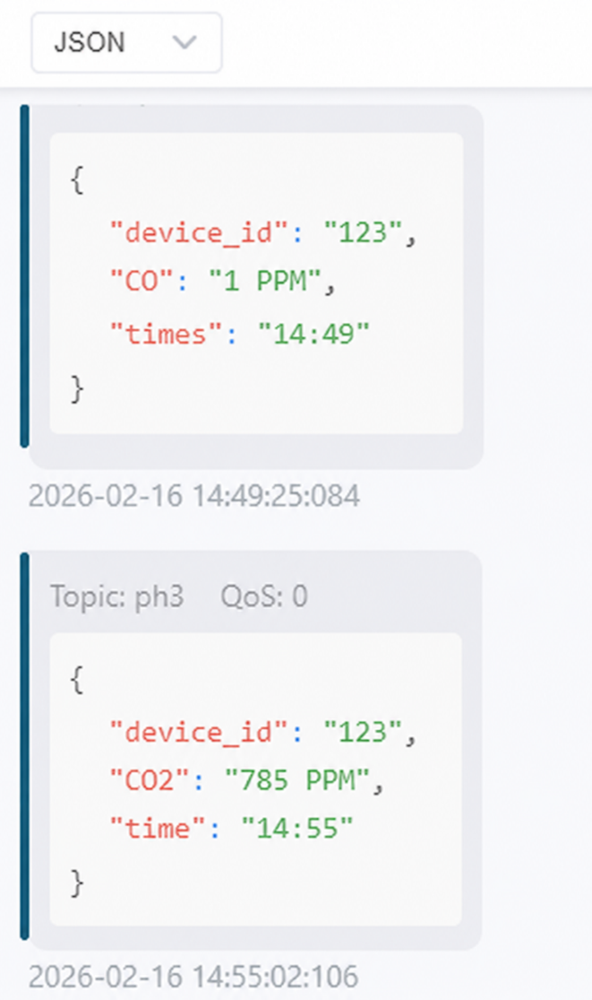 JSON
{
"device_id": "123",
"CO": "1 PPM",
"times": "14:49"
}
2026-02-16 14:49:25:084
Topic: ph3 QoS: 0
{
"device_id": "123",
"CO2": "785 PPM",
"time": "14:55"
}
2026-02-16 14:55:02:106